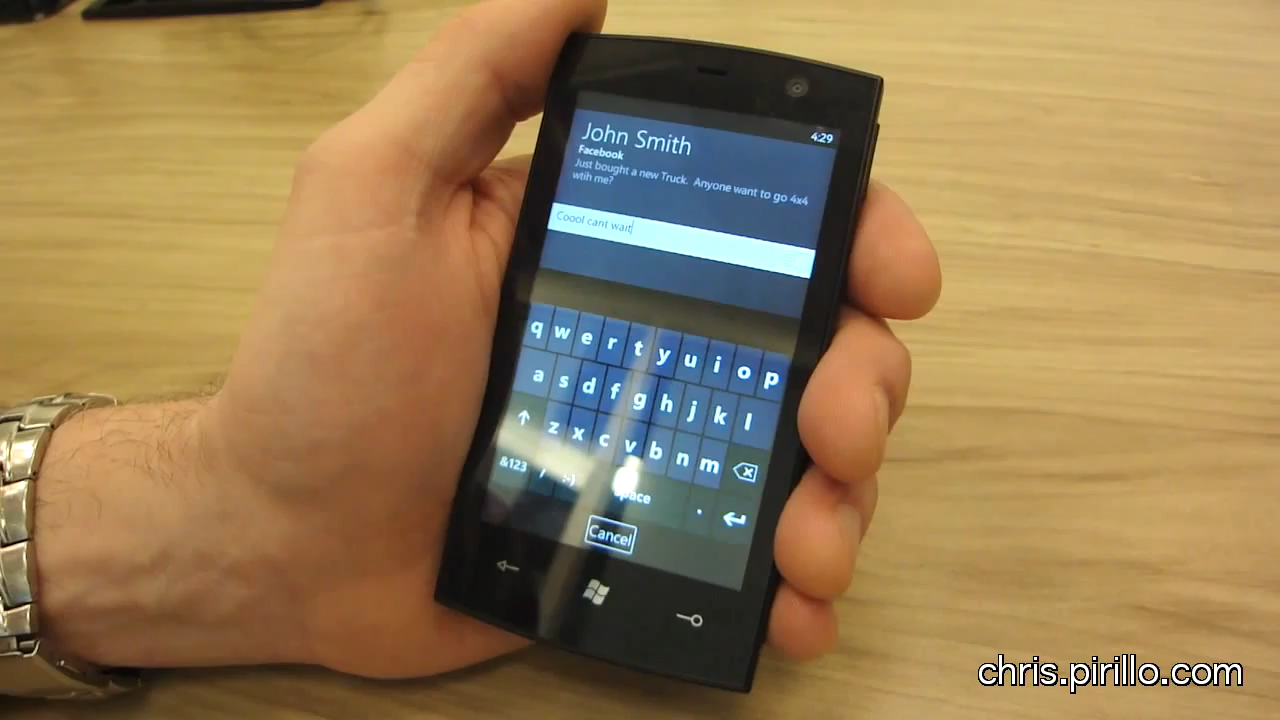 4:29
John Smith
Facebook
Just bought a new Truck. Anyone want to go 4x4
wtih me?
Coool cant wait
q w e r t y u i o p
a s d f g h j k l
z x c v b n m
&123 / :-) space .
Cancel
chris.pirillo.com